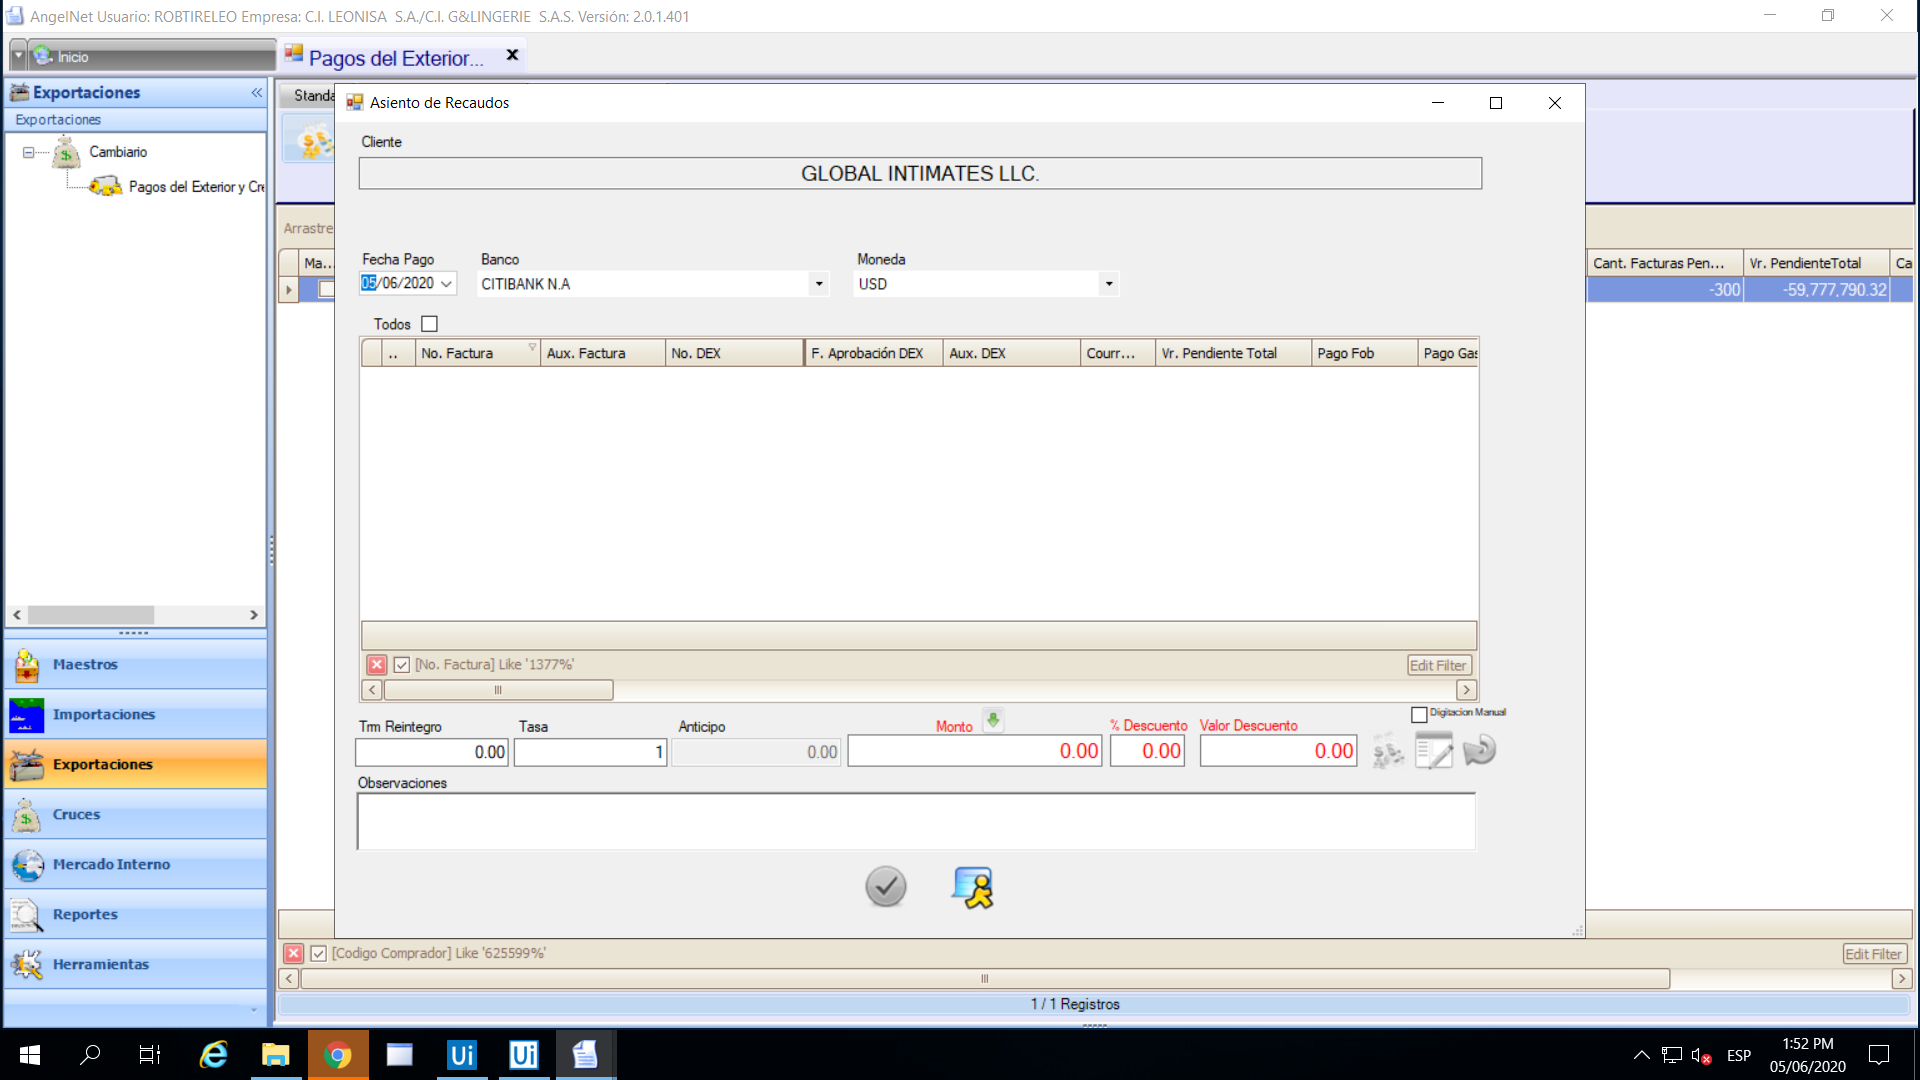 AngelNet Usuario: ROBTIRELEO Empresa: C.I. LEONISA  S.A./C.I. G&LINGERIE  S.A.S. Versión: 2.0.1.401
Inicio
Pagos del Exterior...
Exportaciones
Exportaciones
Cambiario
Pagos del Exterior y Cre
Maestros
Importaciones
Exportaciones
Cruces
Mercado Interno
Reportes
Herramientas
Standa
Arrastre
Ma...
Cant. Facturas Pen... Vr. PendienteTotal Ca
-300 -59,777,790.32
Asiento de Recaudos
Cliente
GLOBAL INTIMATES LLC.
Fecha Pago Banco Moneda
05/06/2020 CITIBANK N.A USD
Todos
.. No. Factura Aux. Factura No. DEX F. Aprobación DEX Aux. DEX Courr... Vr. Pendiente Total Pago Fob Pago Gas
[No. Factura] Like '1377%' Edit Filter
Digitacion Manual
Trm Reintegro Tasa Anticipo Monto % Descuento Valor Descuento
0.00 1 0.00 0.00 0.00 0.00
Observaciones
[Codigo Comprador] Like '625599%' Edit Filter
1 / 1 Registros
Ui Ui
ESP
1:52 PM
05/06/2020